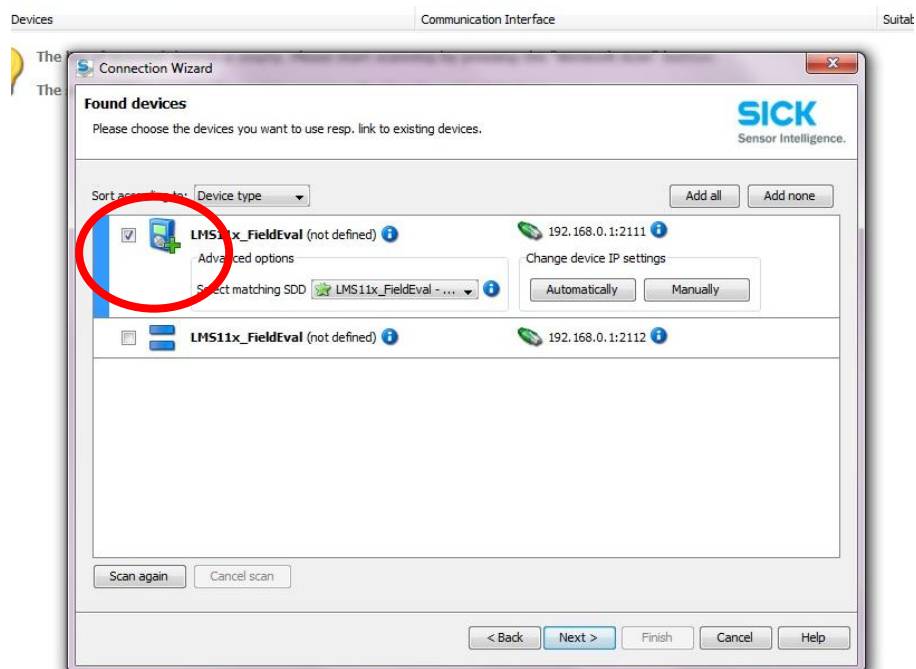 Devices Communication Interface Suitab
The
Connection Wizard
The
Found devices
Please choose the devices you want to use resp. link to existing devices.
SICK
Sensor Intelligence.
Sort according to: Device type Add all Add none
LMS11x_FieldEval (not defined) 192.168.0.1:2111
Advanced options Change device IP settings
Select matching SDD LMS11x_FieldEval - ... Automatically Manually
LMS11x_FieldEval (not defined) 192.168.0.1:2112
Scan again Cancel scan
< Back Next > Finish Cancel Help